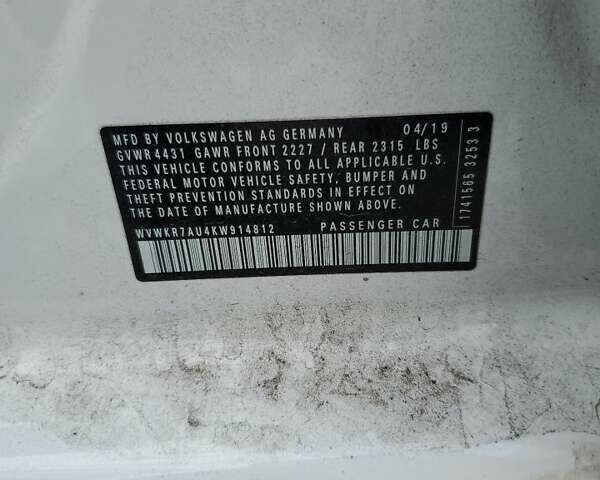 MFD BY VOLKSWAGEN AG GERMANY 04/19
GVWR 4431 GAWR FRONT 2227 / REAR 2315 LBS
THIS VEHICLE CONFORMS TO ALL APPLICABLE U.S.
FEDERAL MOTOR VEHICLE SAFETY, BUMPER AND
THEFT PREVENTION STANDARDS IN EFFECT ON
THE DATE OF MANUFACTURE SHOWN ABOVE.
WVWKR7AU4KW914812 PASSENGER CAR
1741565 3253 3